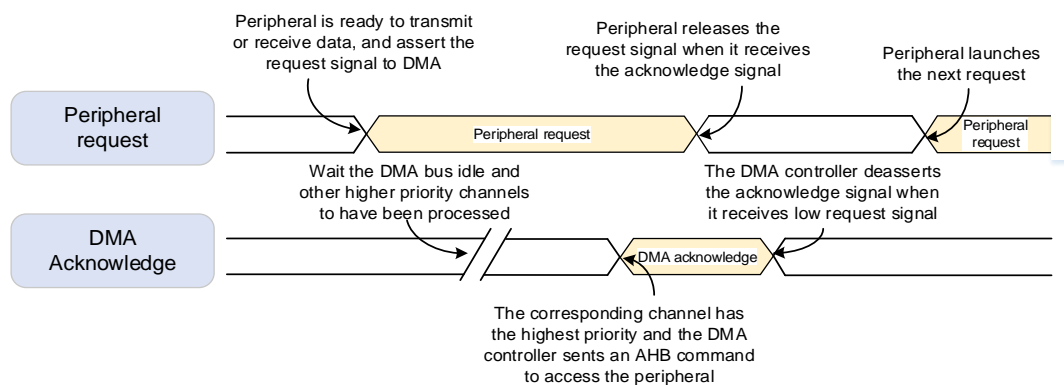 Peripheral is ready to transmit
or receive data, and assert the
request signal to DMA
Peripheral releases the
request signal when it receives
the acknowledge signal
Peripheral launches
the next request
Peripheral
request
Peripheral request
Peripheral
request
Wait the DMA bus idle and
other higher priority channels
to have been processed
The DMA controller deasserts
the acknowledge signal when
it receives low request signal
DMA
Acknowledge
DMA acknowledge
The corresponding channel has
the highest priority and the DMA
controller sents an AHB command
to access the peripheral